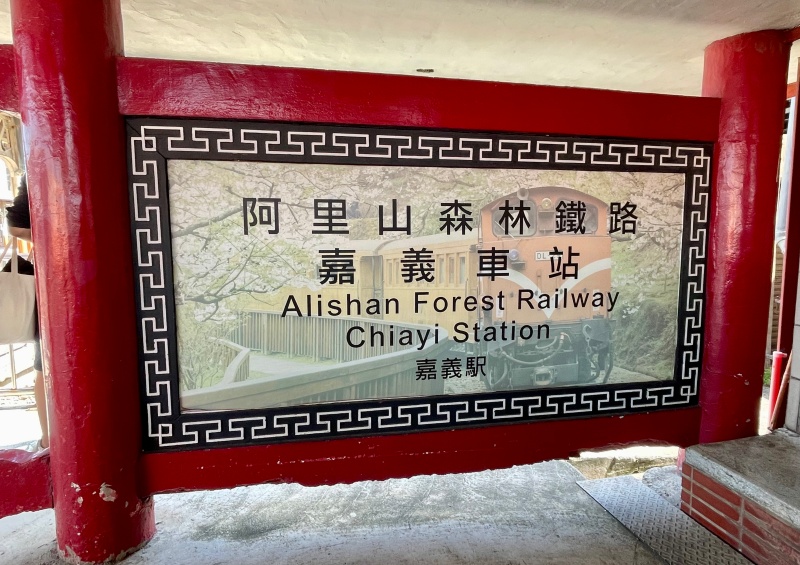 阿里山森林鐵路
嘉義車站
Alishan Forest Railway
Chiayi Station
嘉義駅